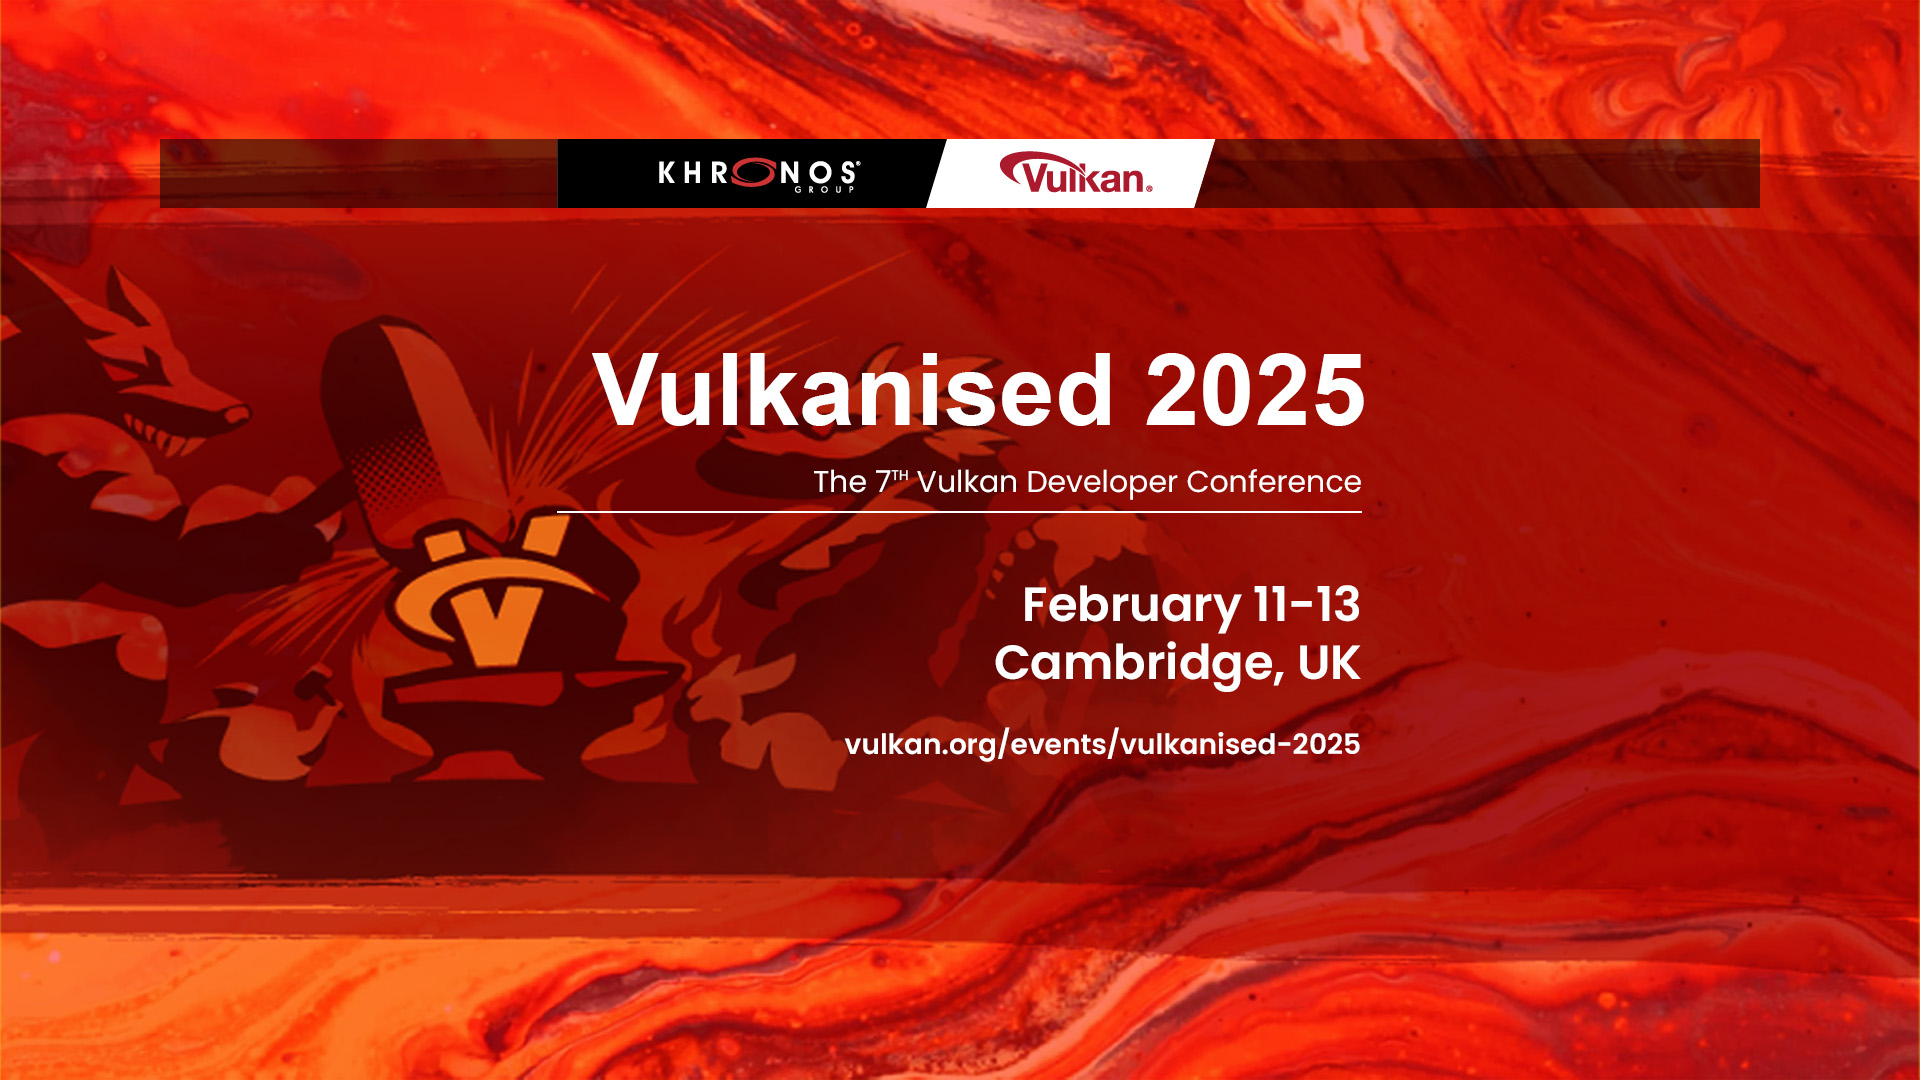 KHRONOS®
GROUP
Vulkan®
Vulkanised 2025
The 7TH Vulkan Developer Conference
V
February 11-13
Cambridge, UK
vulkan.org/events/vulkanised-2025